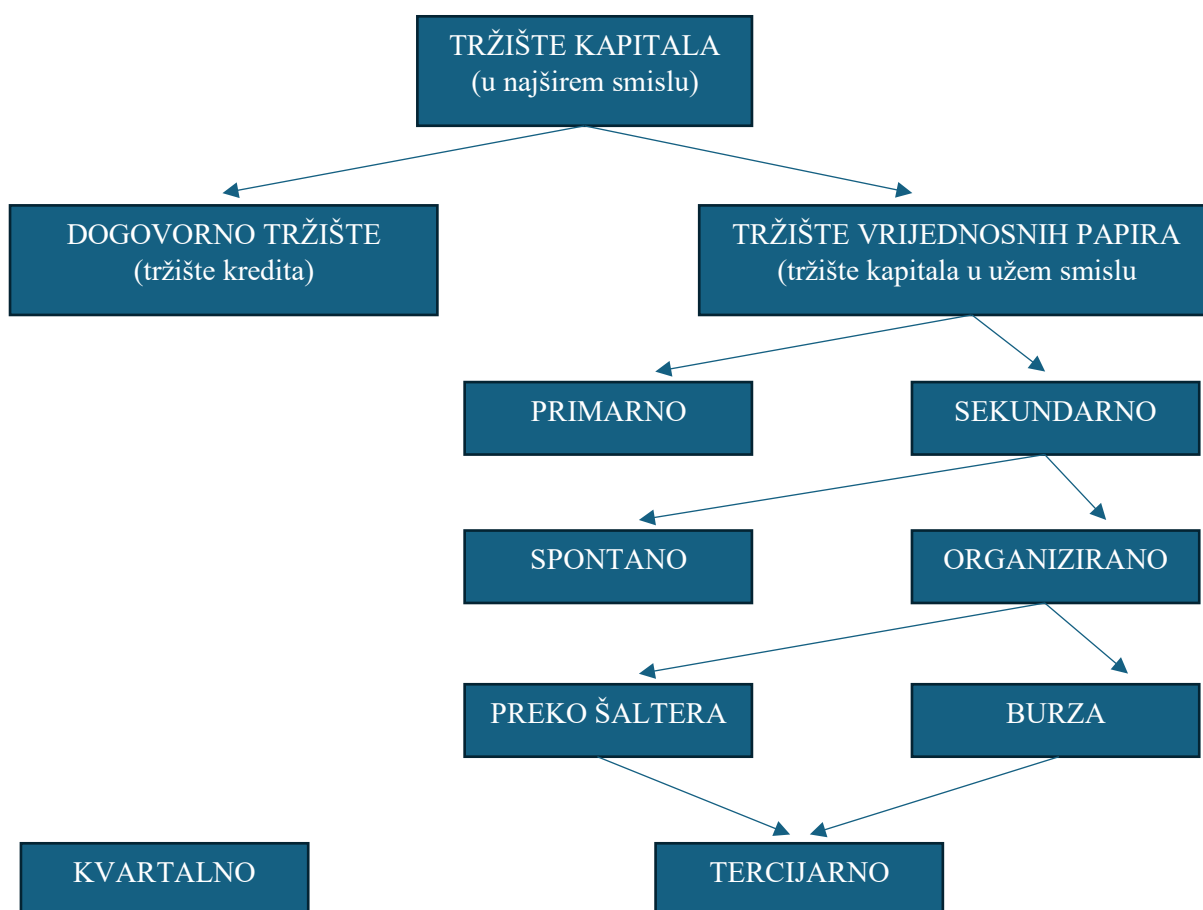 TRŽIŠTE KAPITALA
(u najširem smislu)
DOGOVORNO TRŽIŠTE
(tržište kredita)
TRŽIŠTE VRIJEDNOSNIH PAPIRA
(tržište kapitala u užem smislu
PRIMARNO
SEKUNDARNO
SPONTANO
ORGANIZIRANO
PREKO ŠALTERA
BURZA
KVARTALNO
TERCIJARNO